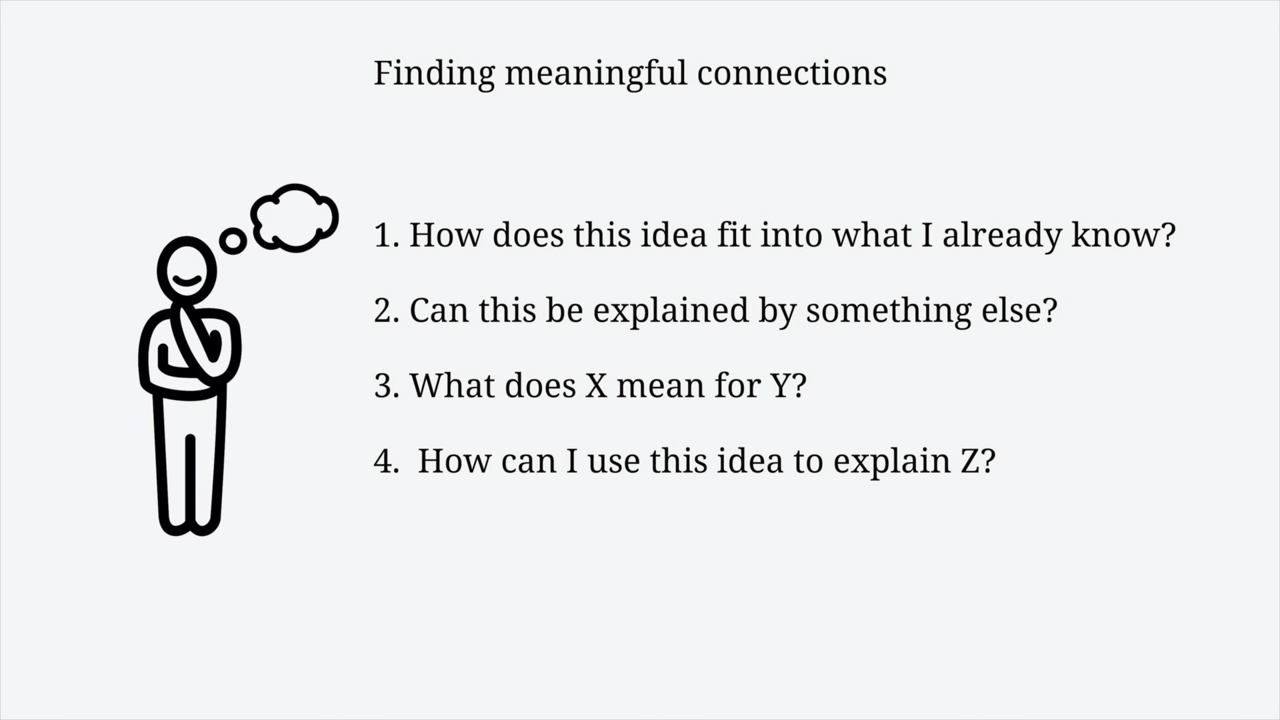 Finding meaningful connections
1. How does this idea fit into what I already know?
2. Can this be explained by something else?
3. What does X mean for Y?
4.  How can I use this idea to explain Z?